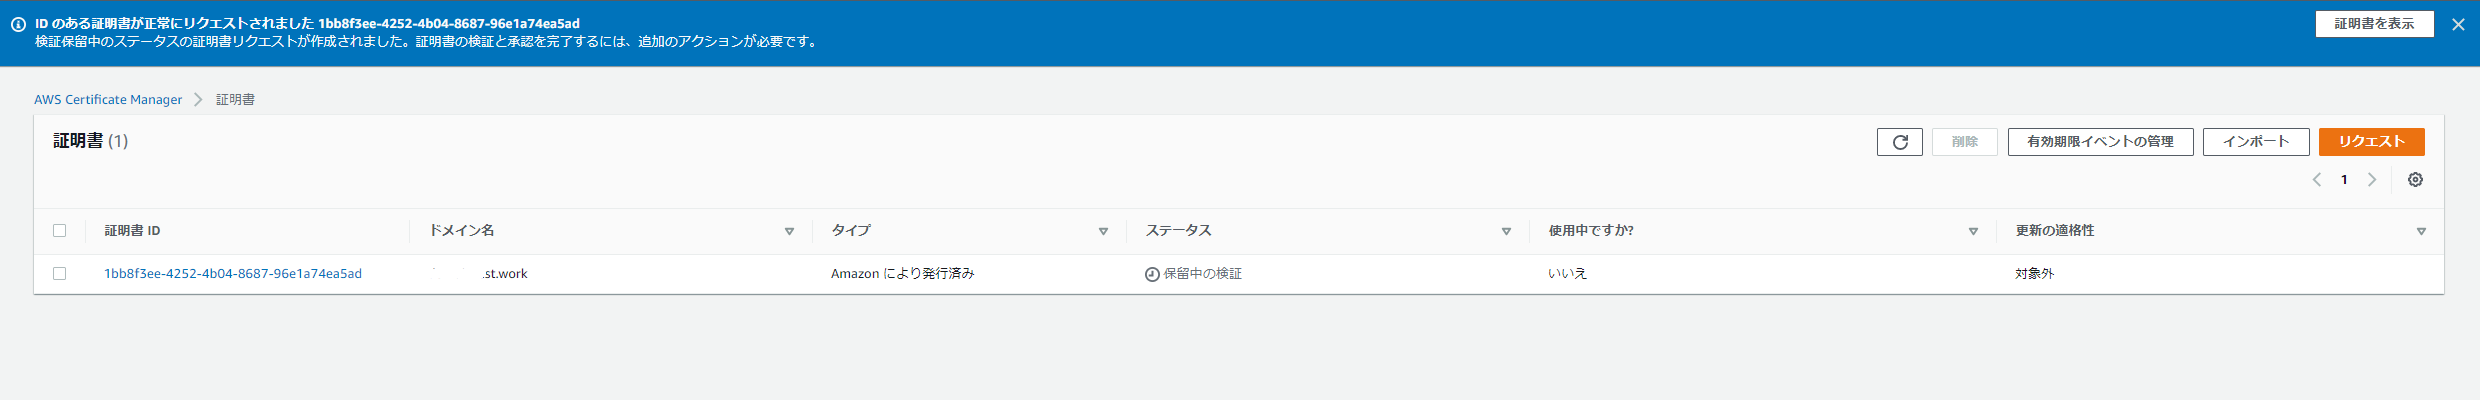 ID のある証明書が正常にリクエストされました 1bb8f3ee-4252-4b04-8687-96e1a74ea5ad
検証保留中のステータスの証明書リクエストが作成されました。証明書の検証と承認を完了するには、追加のアクションが必要です。
証明書を表示
AWS Certificate Manager 証明書
証明書 (1)
削除 有効期限イベントの管理 インポート リクエスト
1
証明書 ID ドメイン名 タイプ ステータス 使用中ですか? 更新の適格性
1bb8f3ee-4252-4b04-8687-96e1a74ea5ad st.work Amazon により発行済み 保留中の検証 いいえ 対象外